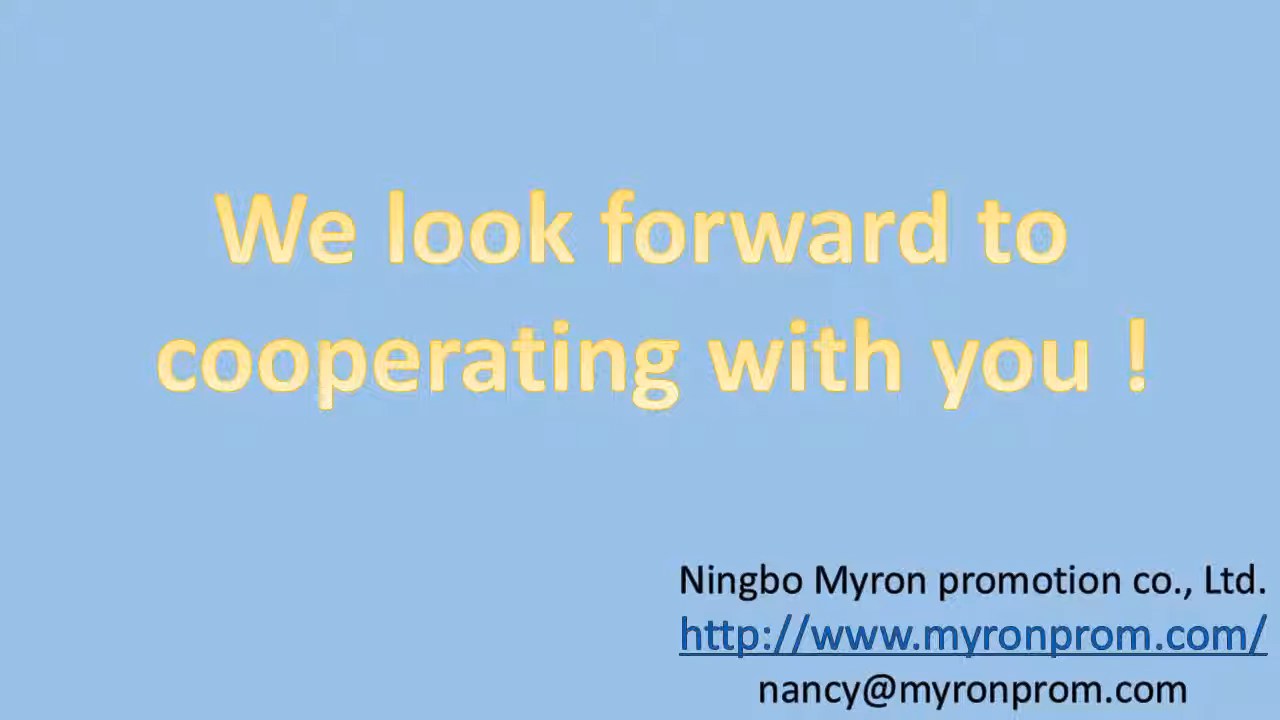 We look forward to
cooperating with you !
Ningbo Myron promotion co., Ltd.
http://www.myronprom.com/
nancy@myronprom.com